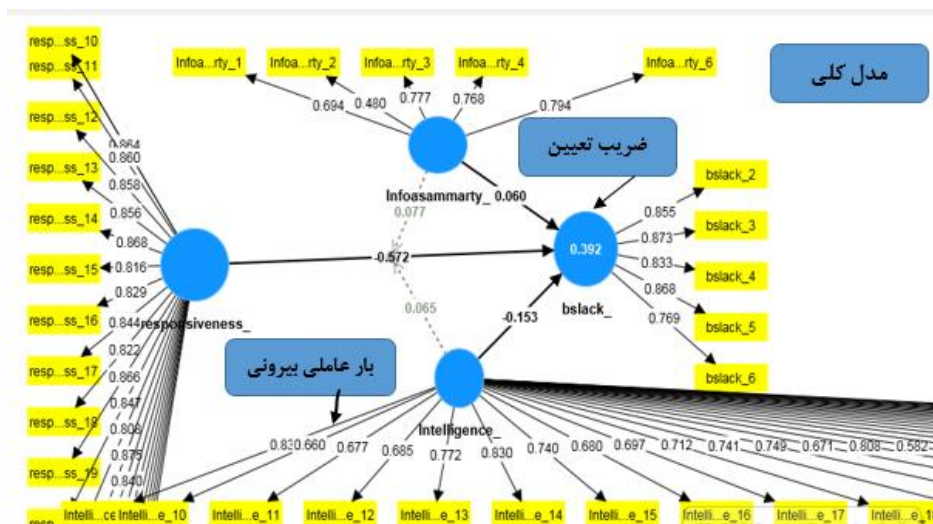 resp...ss_10
resp...ss_11
resp...ss_12
resp...ss_13
resp...ss_14
resp...ss_15
resp...ss_16
resp...ss_17
resp...ss_18
resp...ss_19
0.864
0.860
0.858
0.856
0.868
0.816
0.829
0.844
0.822
0.866
0.847
0.808
0.875
0.840
responsiveness_
Infoa...rty_1
Infoa...rty_2
Infoa...rty_3
Infoa...rty_4
Infoa...rty_6
0.694
0.480
0.777
0.768
0.794
مدل کلی
ضریب تعیین
Infoasammarty_
0.060
0.077
-0.572
0.065
-0.153
0.392
bslack_
bslack_2
bslack_3
bslack_4
bslack_5
bslack_6
0.855
0.873
0.833
0.868
0.769
بار عاملی بیرونی
Intelligence_
0.660
0.677
0.685
0.772
0.830
0.740
0.680
0.697
0.712
0.741
0.749
0.671
0.808
0.582
Intelli...e_10
Intelli...e_11
Intelli...e_12
Intelli...e_13
Intelli...e_14
Intelli...e_15
Intelli...e_16
Intelli...e_17